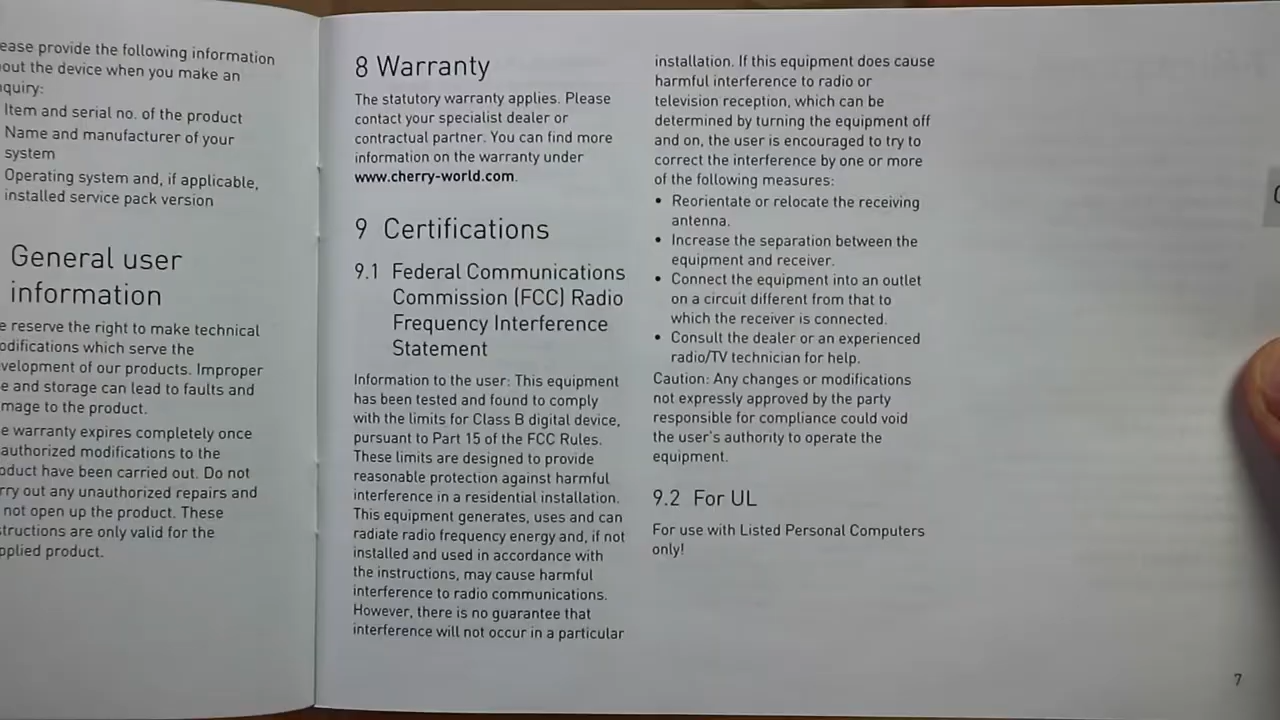 ease provide the following information
out the device when you make an
quiry:
Item and serial no. of the product
Name and manufacturer of your
system
Operating system and, if applicable,
installed service pack version
General user
information
e reserve the right to make technical
odifications which serve the
velopment of our products. Improper
e and storage can lead to faults and
mage to the product.
e warranty expires completely once
authorized modifications to the
oduct have been carried out. Do not
rry out any unauthorized repairs and
not open up the product. These
structions are only valid for the
pplied product.
8 Warranty
The statutory warranty applies. Please
contact your specialist dealer or
contractual partner. You can find more
information on the warranty under
www.cherry-world.com.
9 Certifications
9.1 Federal Communications
Commission (FCC) Radio
Frequency Interference
Statement
Information to the user: This equipment
has been tested and found to comply
with the limits for Class B digital device,
pursuant to Part 15 of the FCC Rules.
These limits are designed to provide
reasonable protection against harmful
interference in a residential installation.
This equipment generates, uses and can
radiate radio frequency energy and, if not
installed and used in accordance with
the instructions, may cause harmful
interference to radio communications.
However, there is no guarantee that
interference will not occur in a particular
installation. If this equipment does cause
harmful interference to radio or
television reception, which can be
determined by turning the equipment off
and on, the user is encouraged to try to
correct the interference by one or more
of the following measures:
• Reorientate or relocate the receiving
antenna.
• Increase the separation between the
equipment and receiver.
• Connect the equipment into an outlet
on a circuit different from that to
which the receiver is connected.
• Consult the dealer or an experienced
radio/TV technician for help.
Caution: Any changes or modifications
not expressly approved by the party
responsible for compliance could void
the user's authority to operate the
equipment.
9.2 For UL
For use with Listed Personal Computers
only!
7